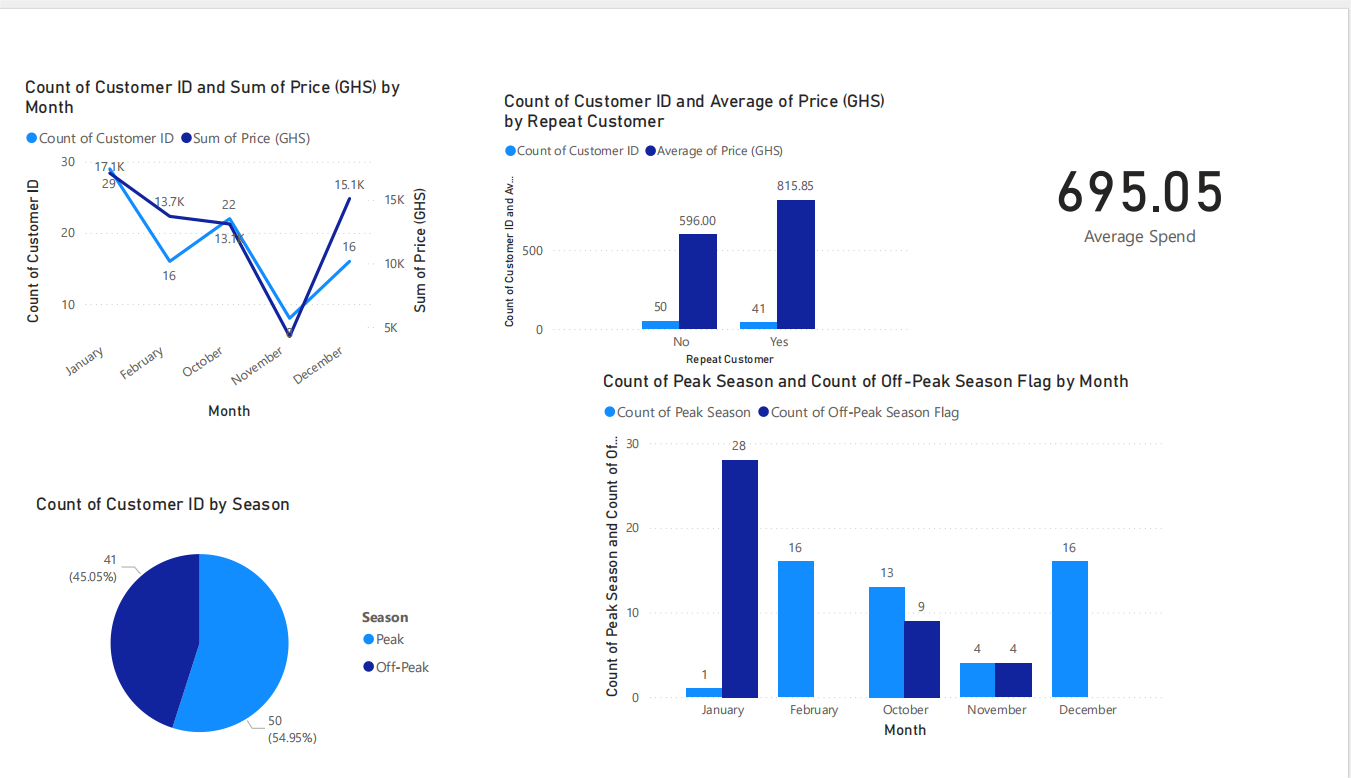 Count of Customer ID and Sum of Price (GHS) by
Month
Count of Customer ID Sum of Price (GHS)
Count of Customer ID
30
20
10
17.1K
29
13.7K
16
22
15.1K
16
15K
10K
5K
Sum of Price (GHS)
January
February
October
November
December
Month
Count of Customer ID and Average of Price (GHS)
by Repeat Customer
Count of Customer ID Average of Price (GHS)
Count of Customer ID and Av...
500
0
50
596.00
41
815.85
No
Yes
Repeat Customer
695.05
Average Spend
Count of Customer ID by Season
41
(45.05%)
50
(54.95%)
Season
Peak
Off-Peak
Count of Peak Season and Count of Off-Peak Season Flag by Month
Count of Peak Season Count of Off-Peak Season Flag
Count of Peak Season and Count of Of...
30
20
10
0
1
28
16
13
9
4
4
16
January
February
October
November
December
Month